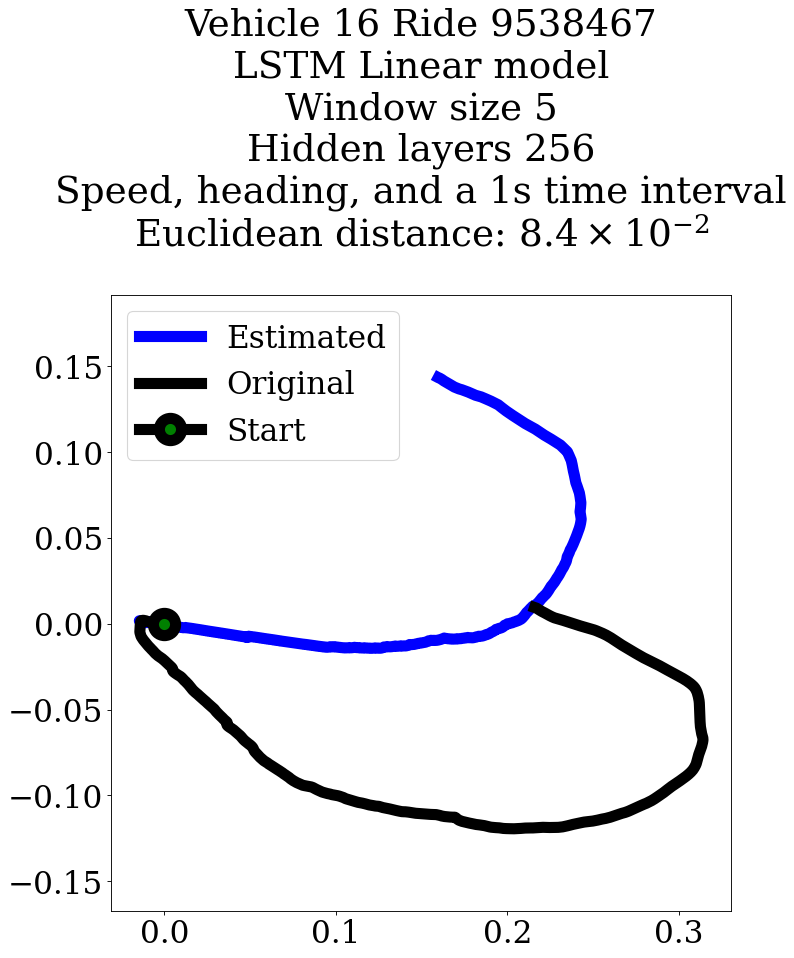 Vehicle 16 Ride 9538467
LSTM Linear model
Window size 5
Hidden layers 256
Speed, heading, and a 1s time interval
Euclidean distance: 8.4 × 10⁻²
Estimated
Original
Start
0.15
0.10
0.05
0.00
−0.05
−0.10
−0.15
0.0 0.1 0.2 0.3